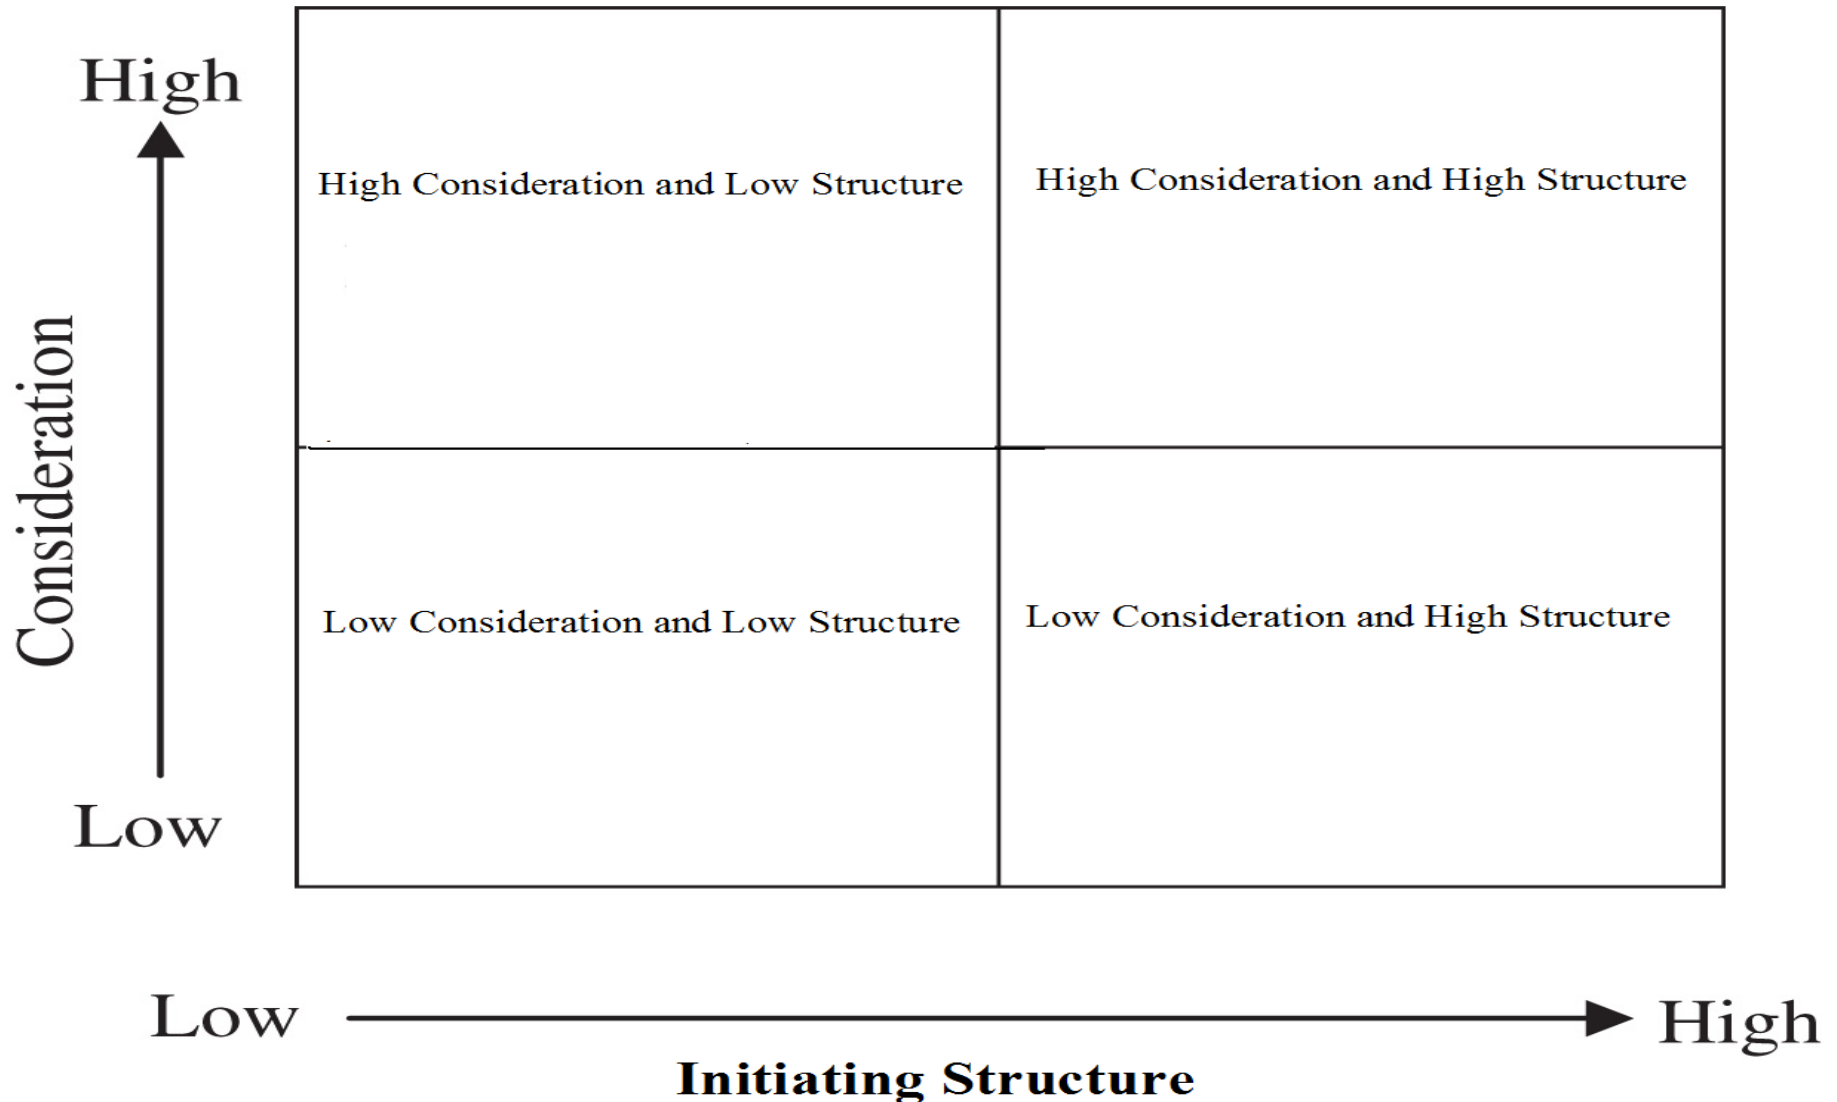 High
High Consideration and Low Structure
High Consideration and High Structure
Consideration
Low Consideration and Low Structure
Low Consideration and High Structure
Low
Low
High
Initiating Structure